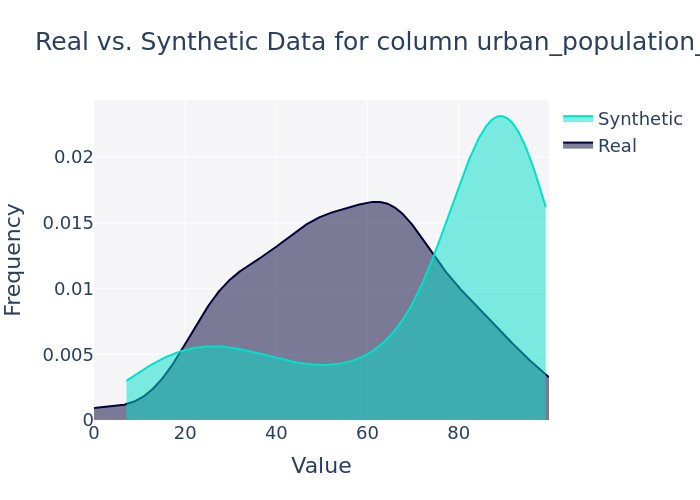 Real vs. Synthetic Data for column urban_population_
Synthetic
Real
Frequency
0.02
0.015
0.01
0.005
0
0 20 40 60 80
Value